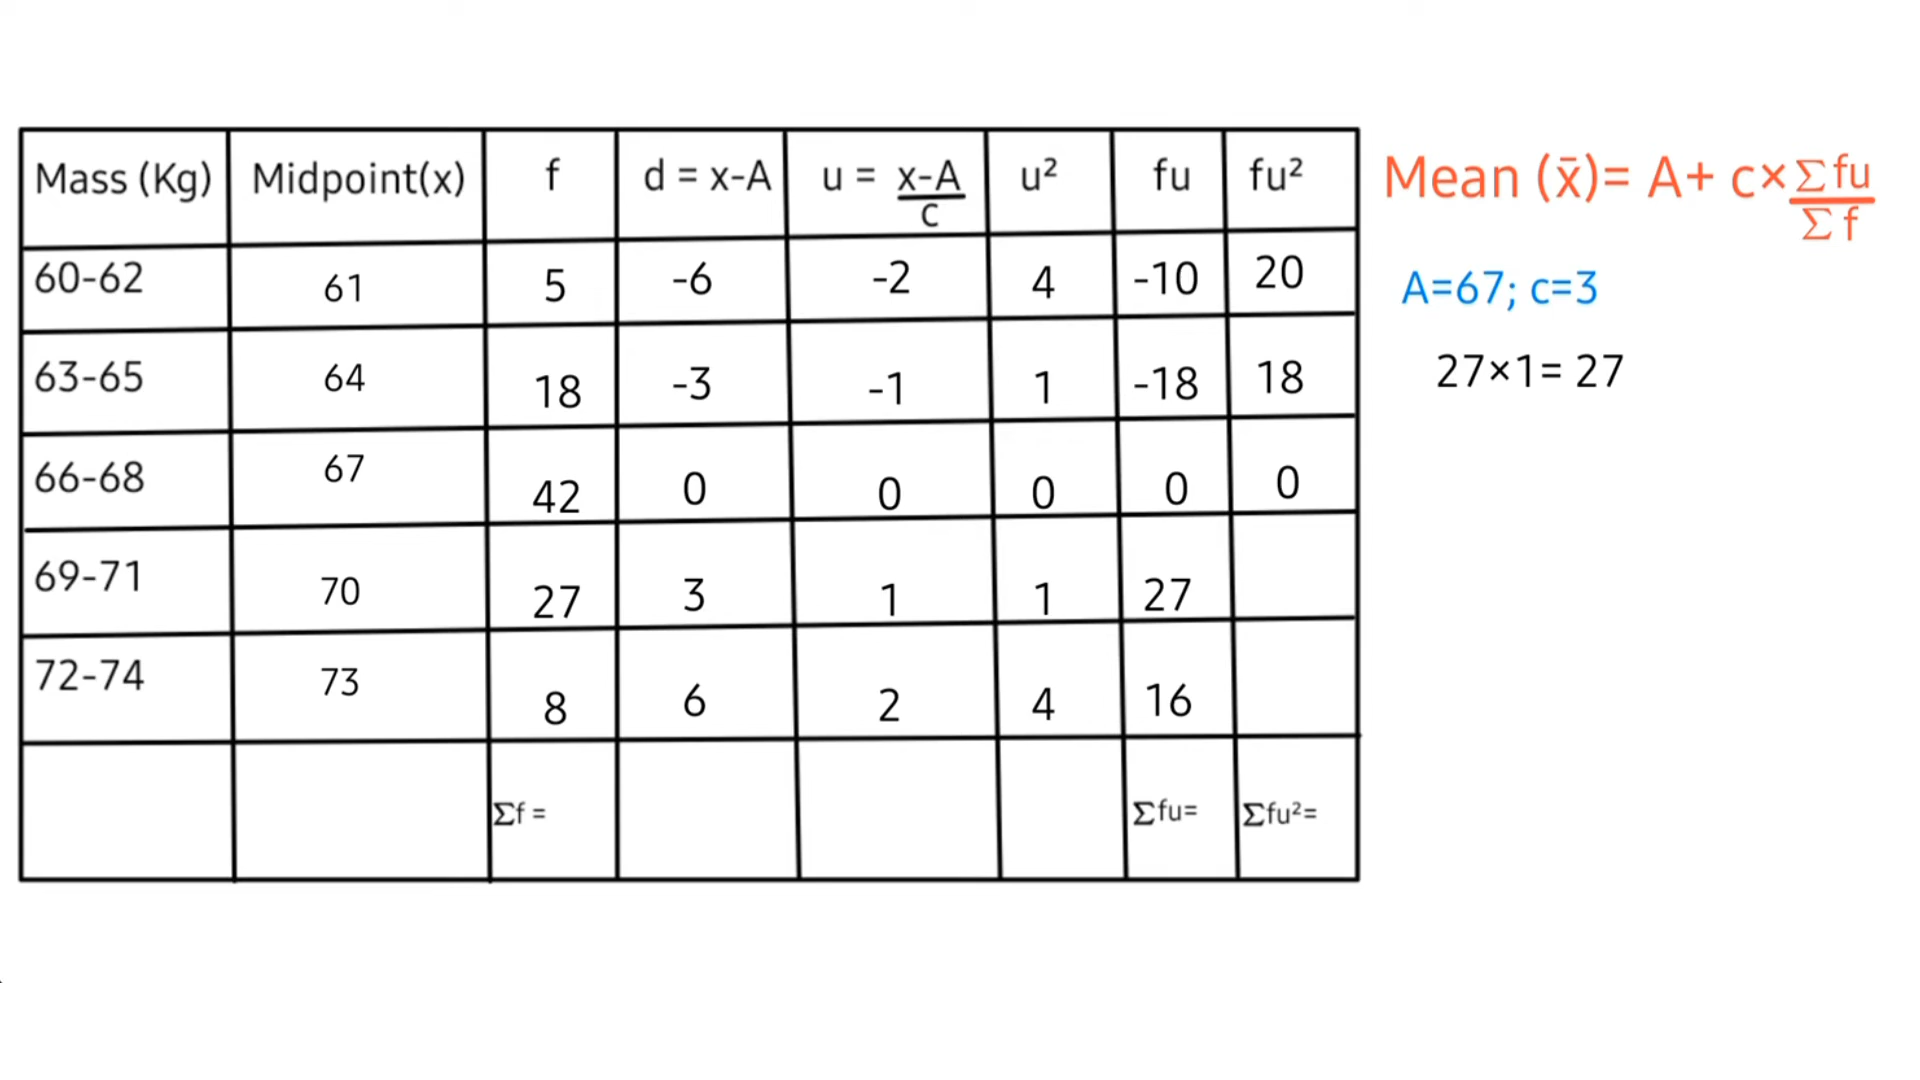 Mass (Kg) Midpoint(x) f d = x-A u = x-A/c u² fu fu²
60-62 61 5 -6 -2 4 -10 20
63-65 64 18 -3 -1 1 -18 18
66-68 67 42 0 0 0 0 0
69-71 70 27 3 1 1 27
72-74 73 8 6 2 4 16
Σf = Σfu= Σfu²=
Mean (x̄)= A+ c×Σfu/Σf
A=67; c=3
27×1= 27